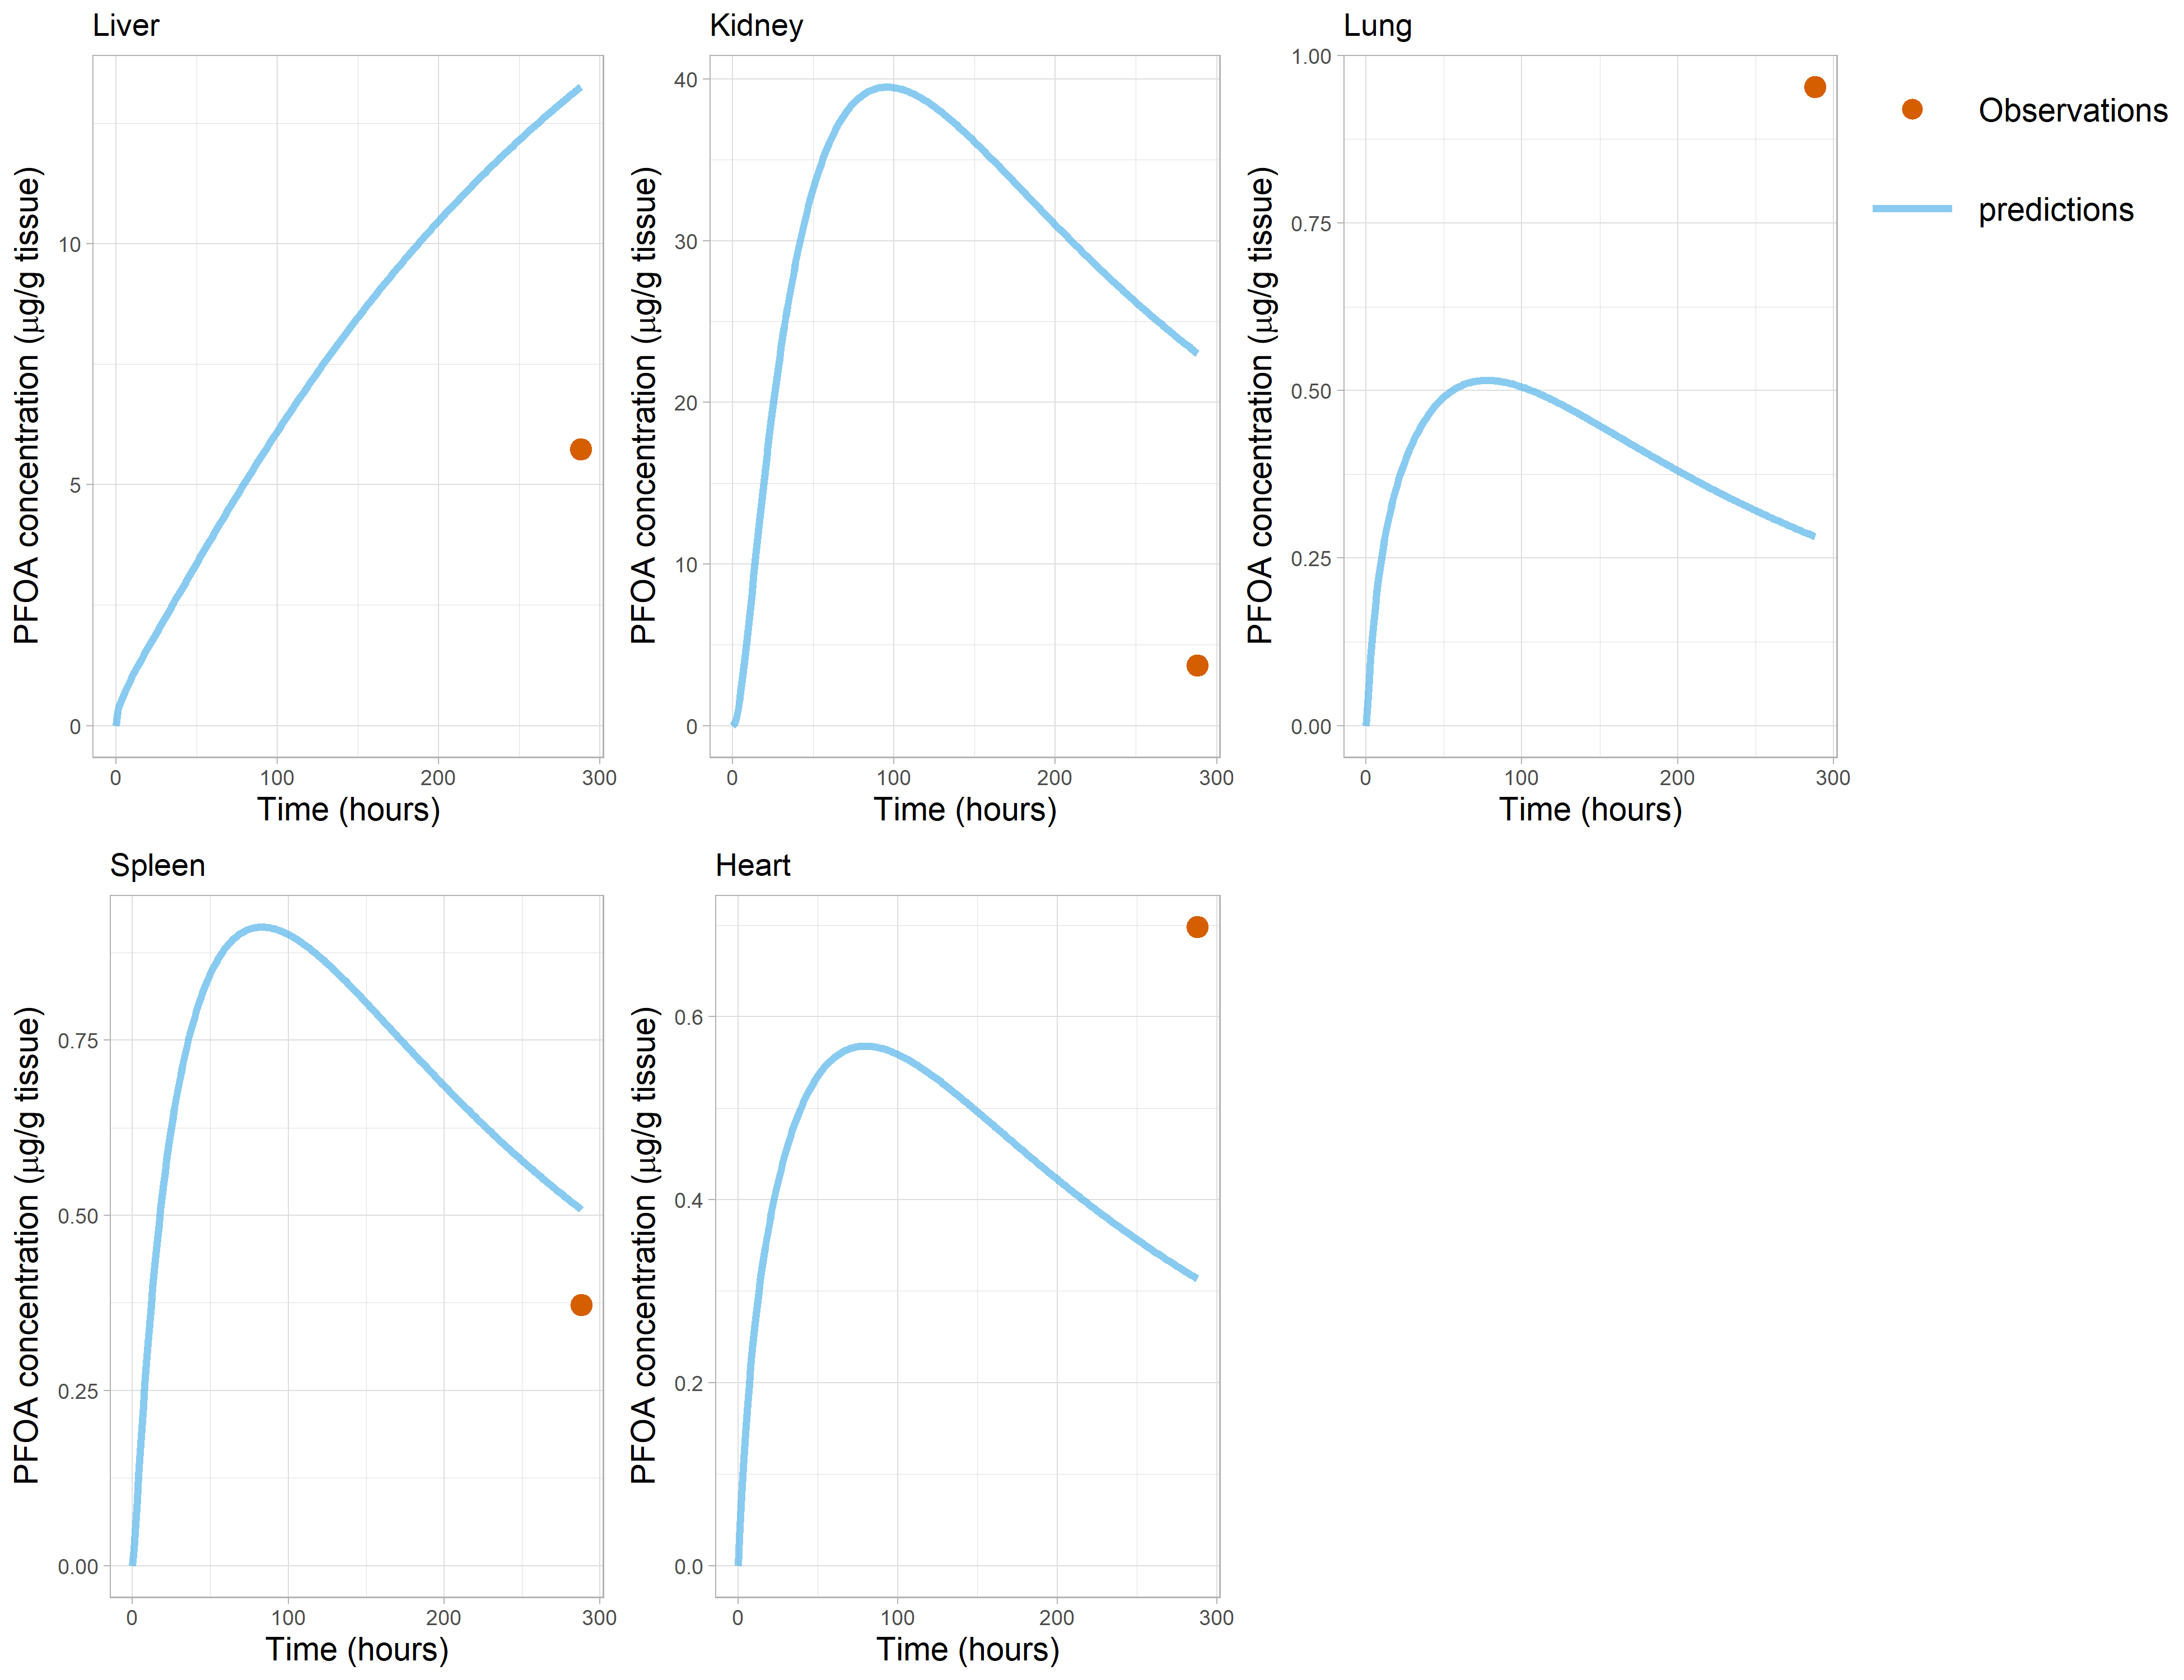 Liver
PFOA concentration (μg/g tissue)
10
5
0
0 100 200 300
Time (hours)
Kidney
PFOA concentration (μg/g tissue)
40
30
20
10
0
0 100 200 300
Time (hours)
Lung
PFOA concentration (μg/g tissue)
1.00
0.75
0.50
0.25
0.00
0 100 200 300
Time (hours)
Observations
predictions
Spleen
PFOA concentration (μg/g tissue)
0.75
0.50
0.25
0.00
0 100 200 300
Time (hours)
Heart
PFOA concentration (μg/g tissue)
0.6
0.4
0.2
0.0
0 100 200 300
Time (hours)